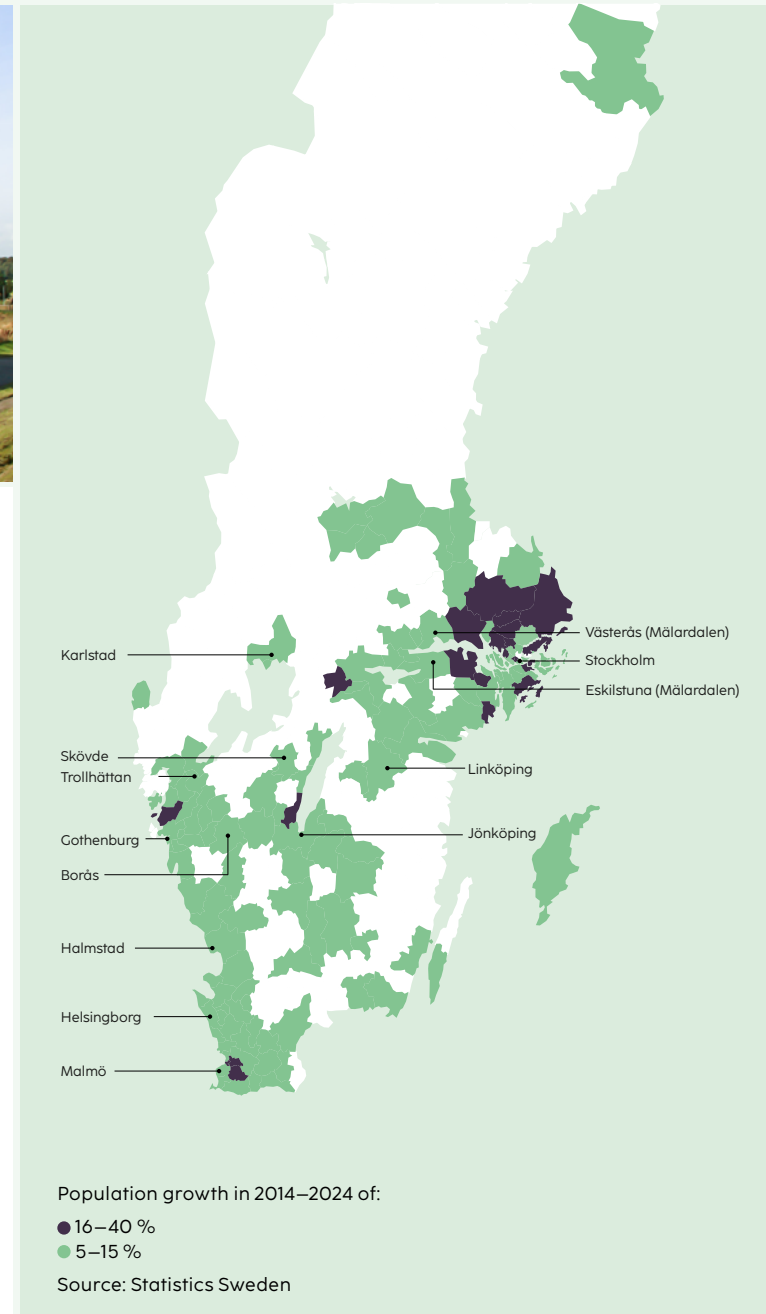 Västerås (Mälardalen)
Karlstad
Stockholm
Eskilstuna (Mälardalen)
Skövde
Trollhättan
Linköping
Gothenburg
Jönköping
Borås
Halmstad
Helsingborg
Malmö
Population growth in 2014–2024 of:
16–40 %
5–15 %
Source: Statistics Sweden